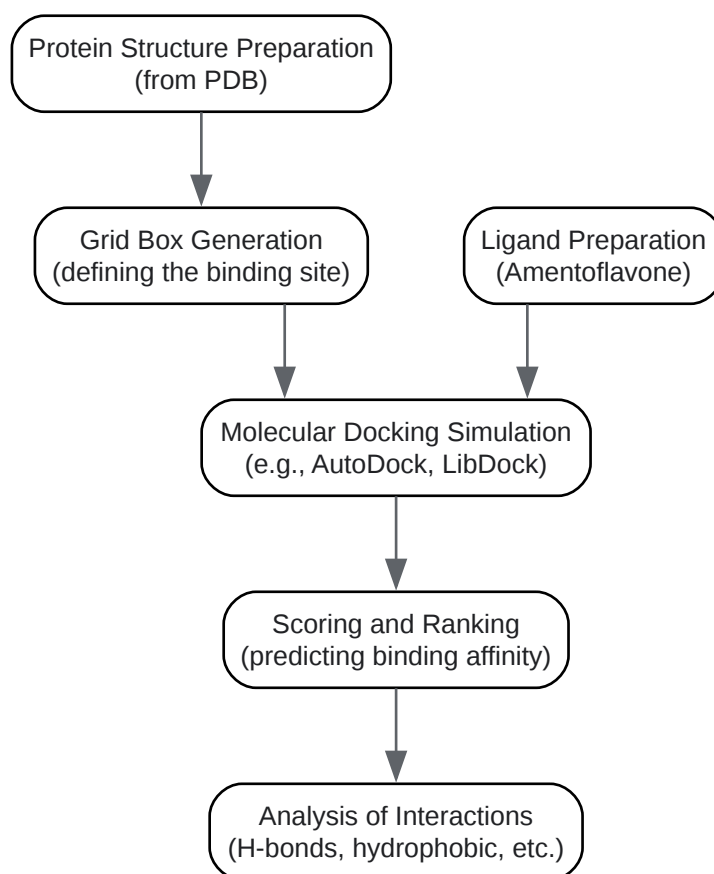 Protein Structure Preparation
(from PDB)
Grid Box Generation
(defining the binding site)
Ligand Preparation
(Amentoflavone)
Molecular Docking Simulation
(e.g., AutoDock, LibDock)
Scoring and Ranking
(predicting binding affinity)
Analysis of Interactions
(H-bonds, hydrophobic, etc.)